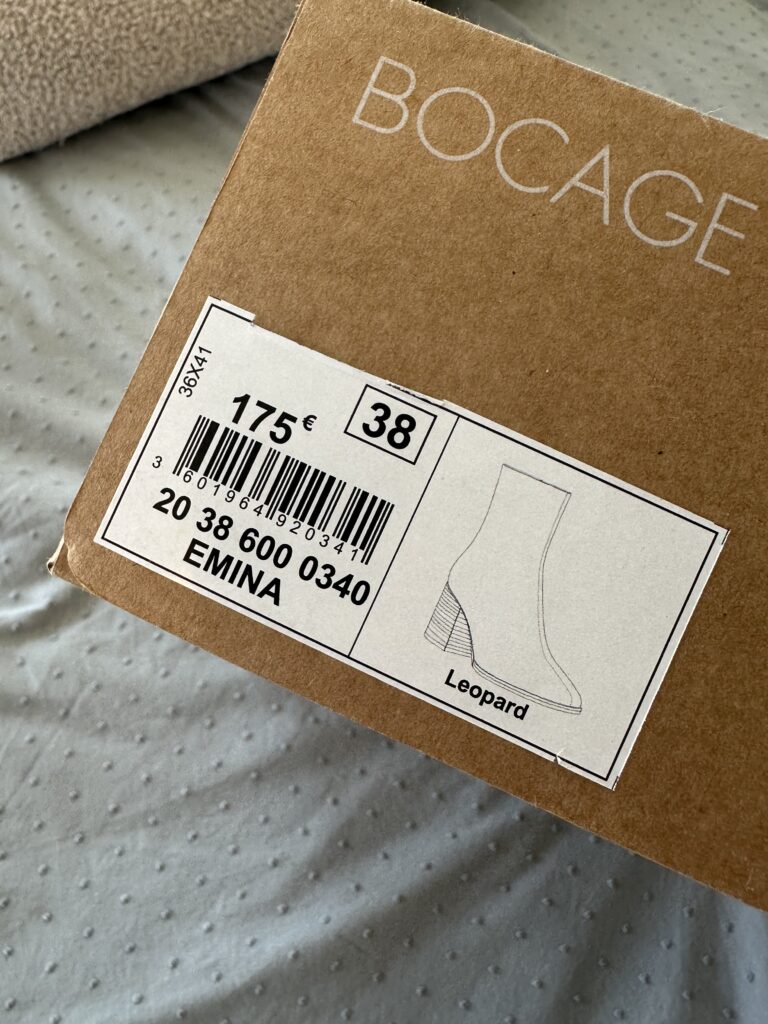 BOCAGE
36X41
175€
38
3 601964 920341
20 38 600 0340
EMINA
Leopard